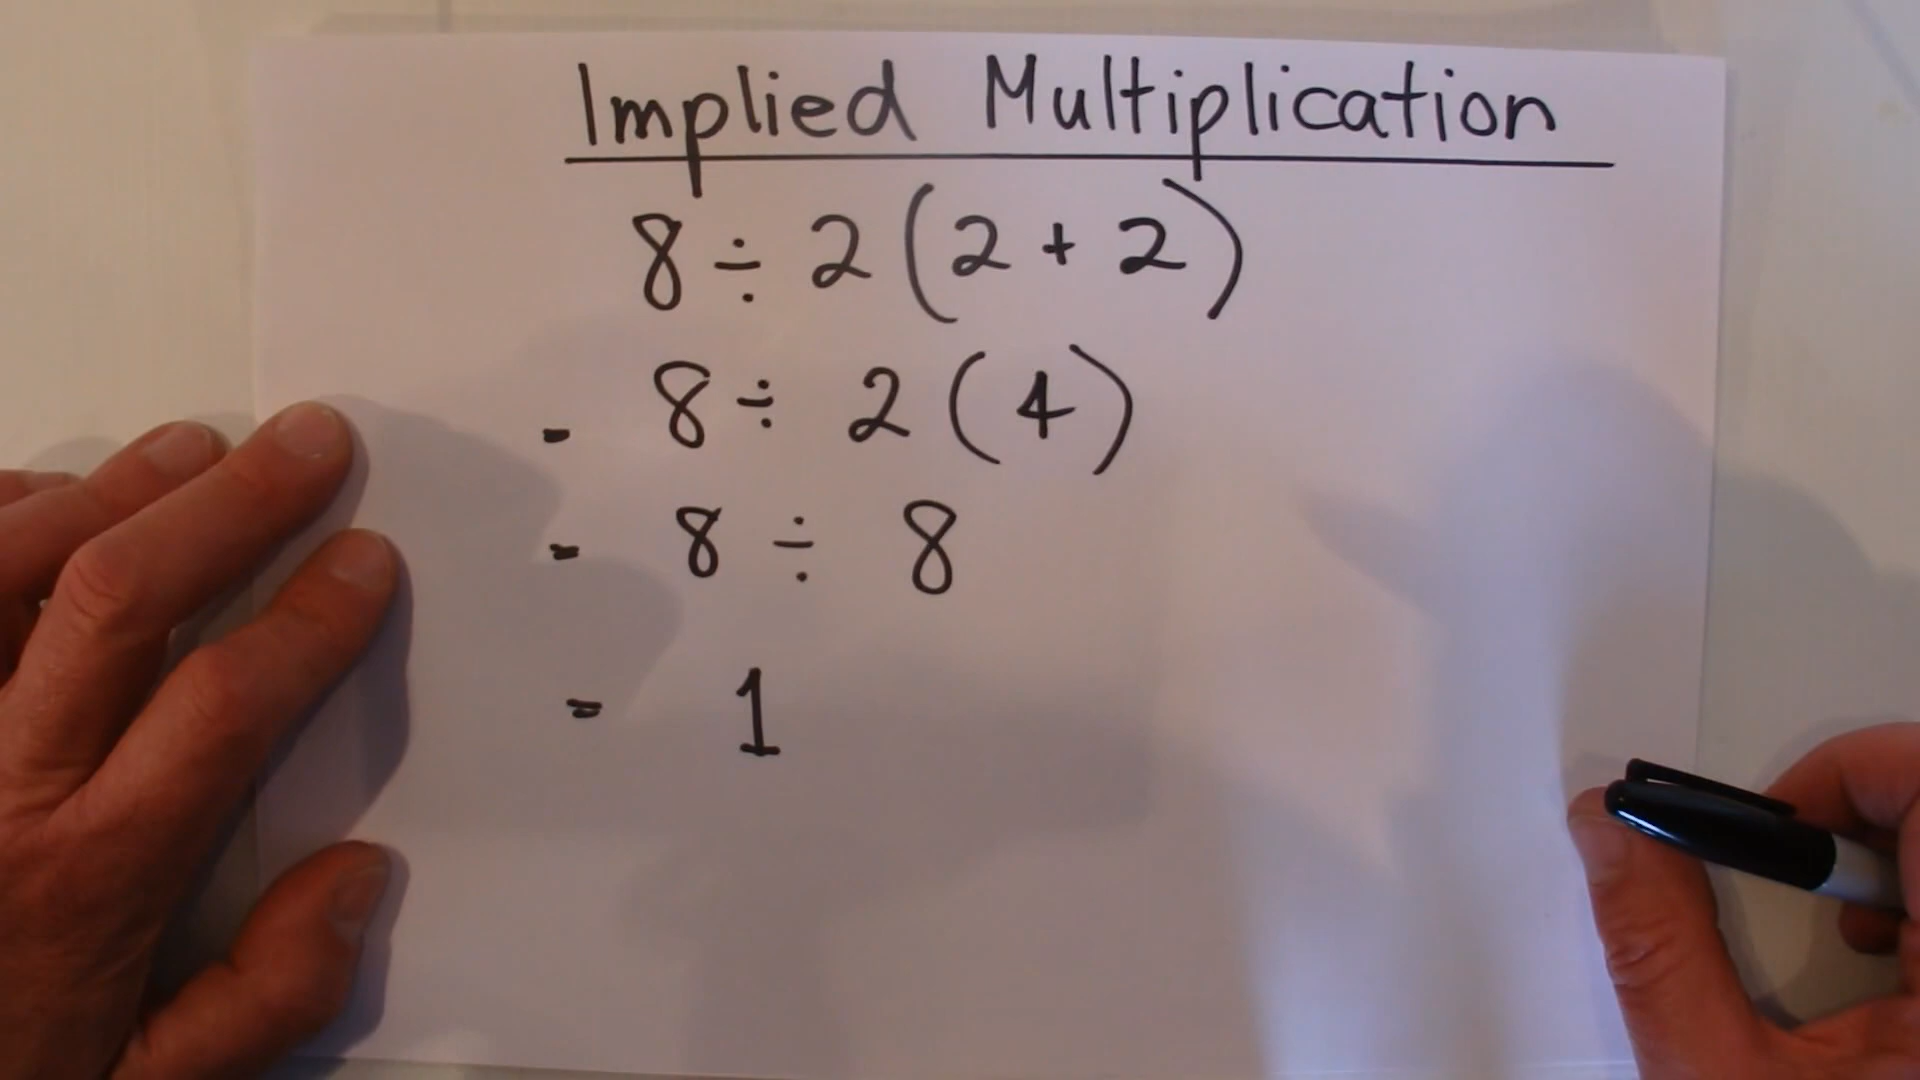 Implied Multiplication
8 ÷ 2 (2 + 2)
= 8 ÷ 2 (4)
= 8 ÷ 8
= 1